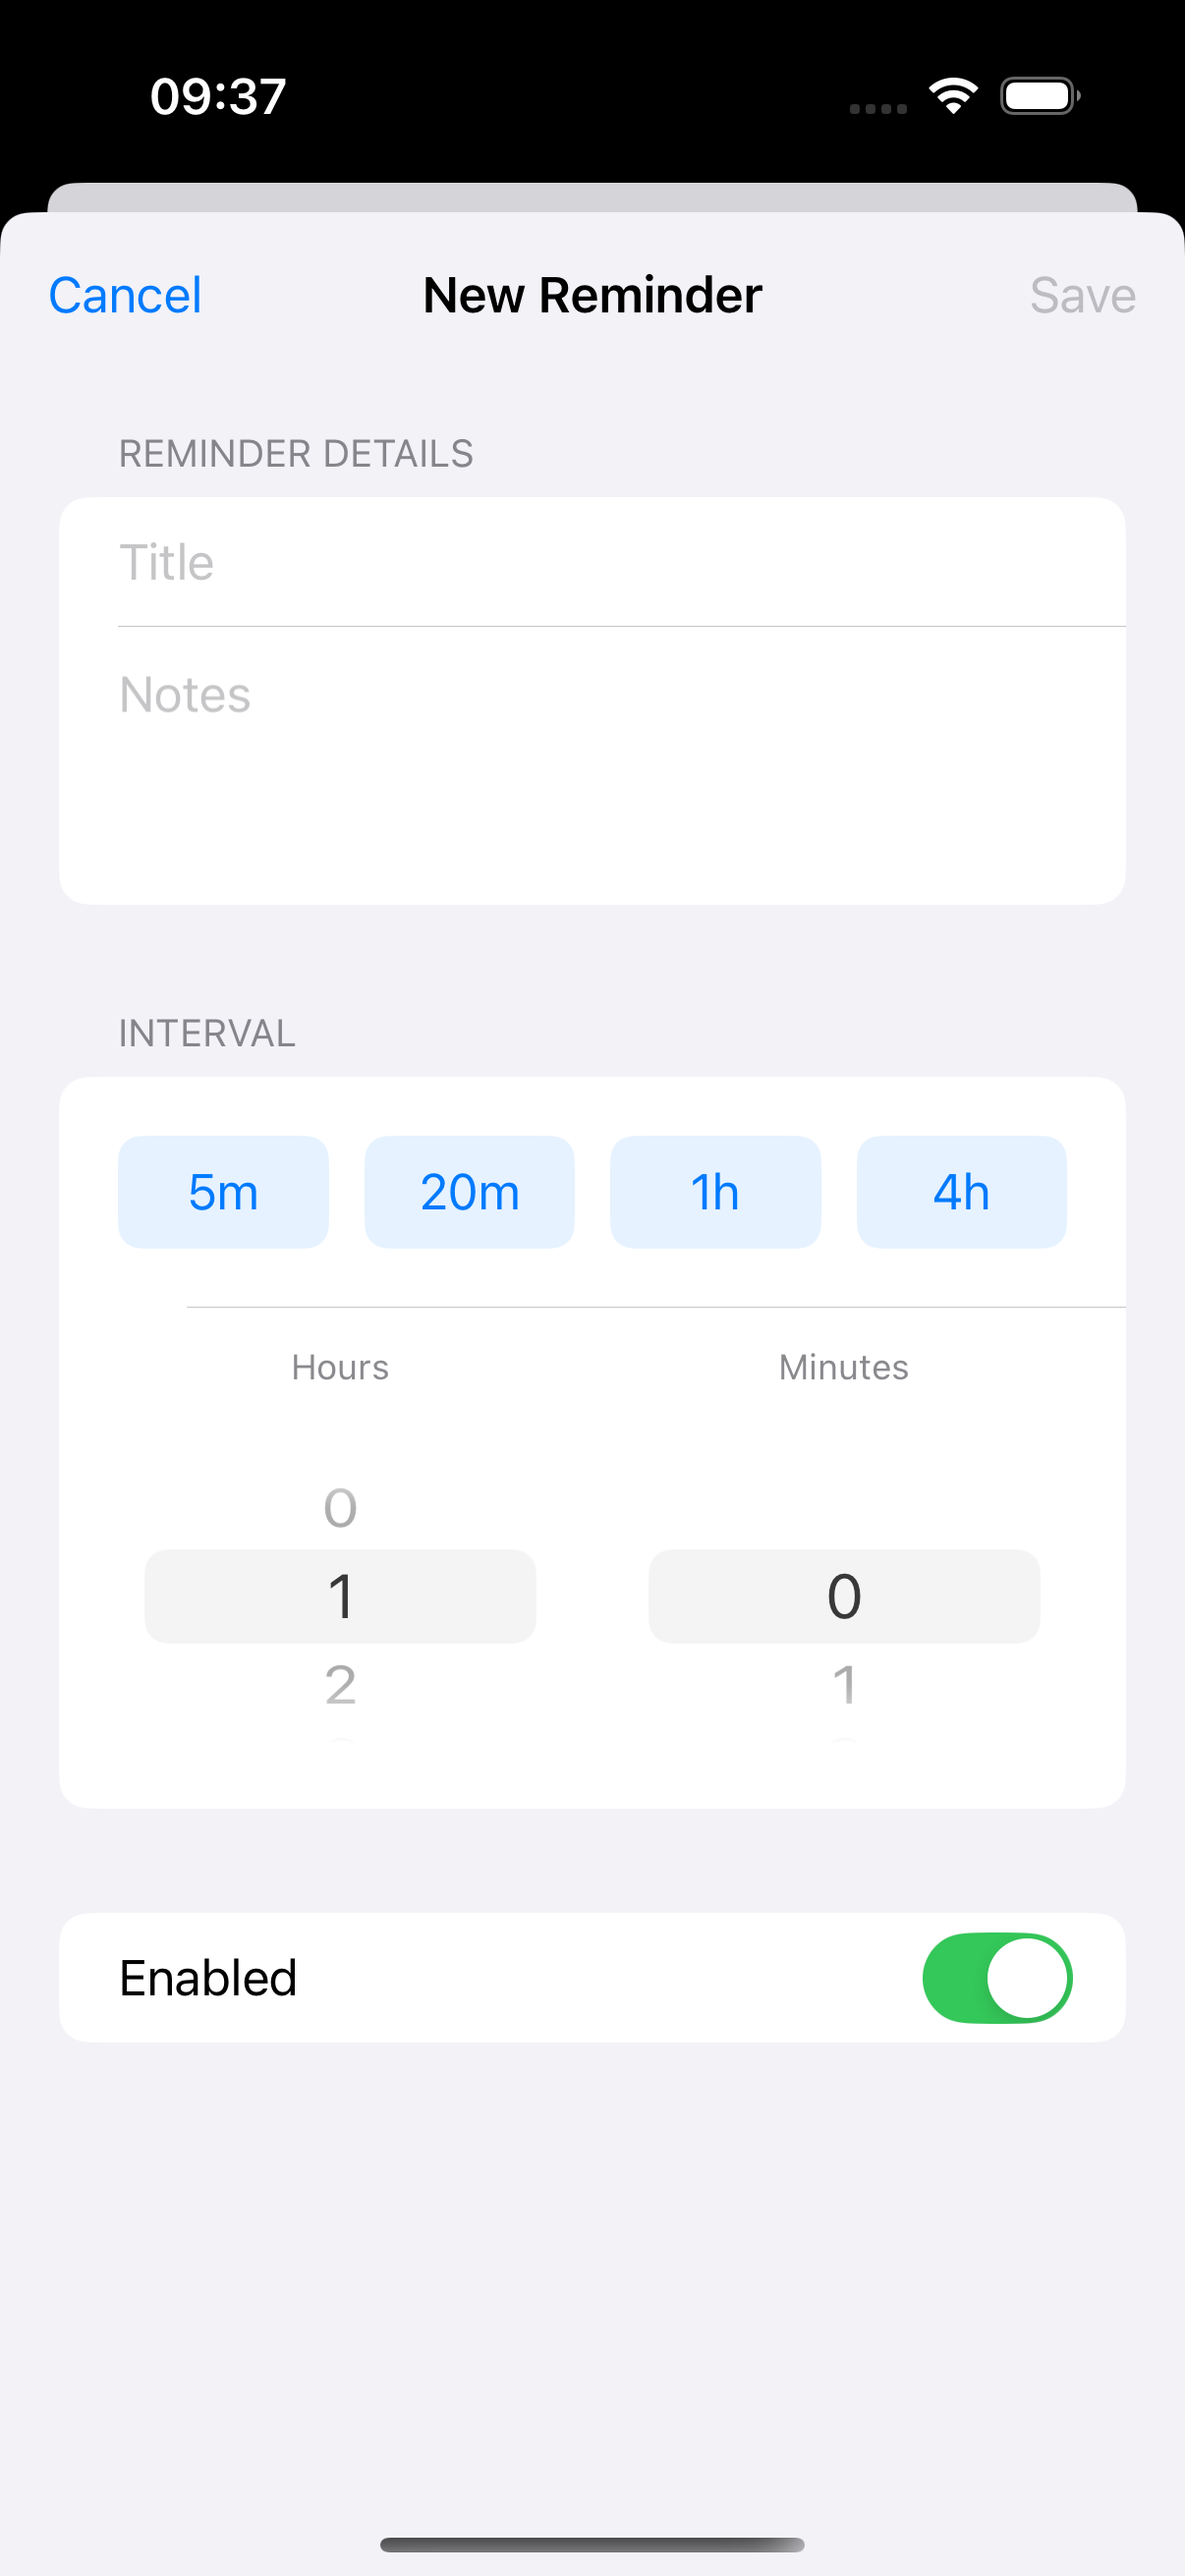 09:37
Cancel New Reminder Save
REMINDER DETAILS
Title
Notes
INTERVAL
5m 20m 1h 4h
Hours Minutes
0
1 0
2 1
Enabled